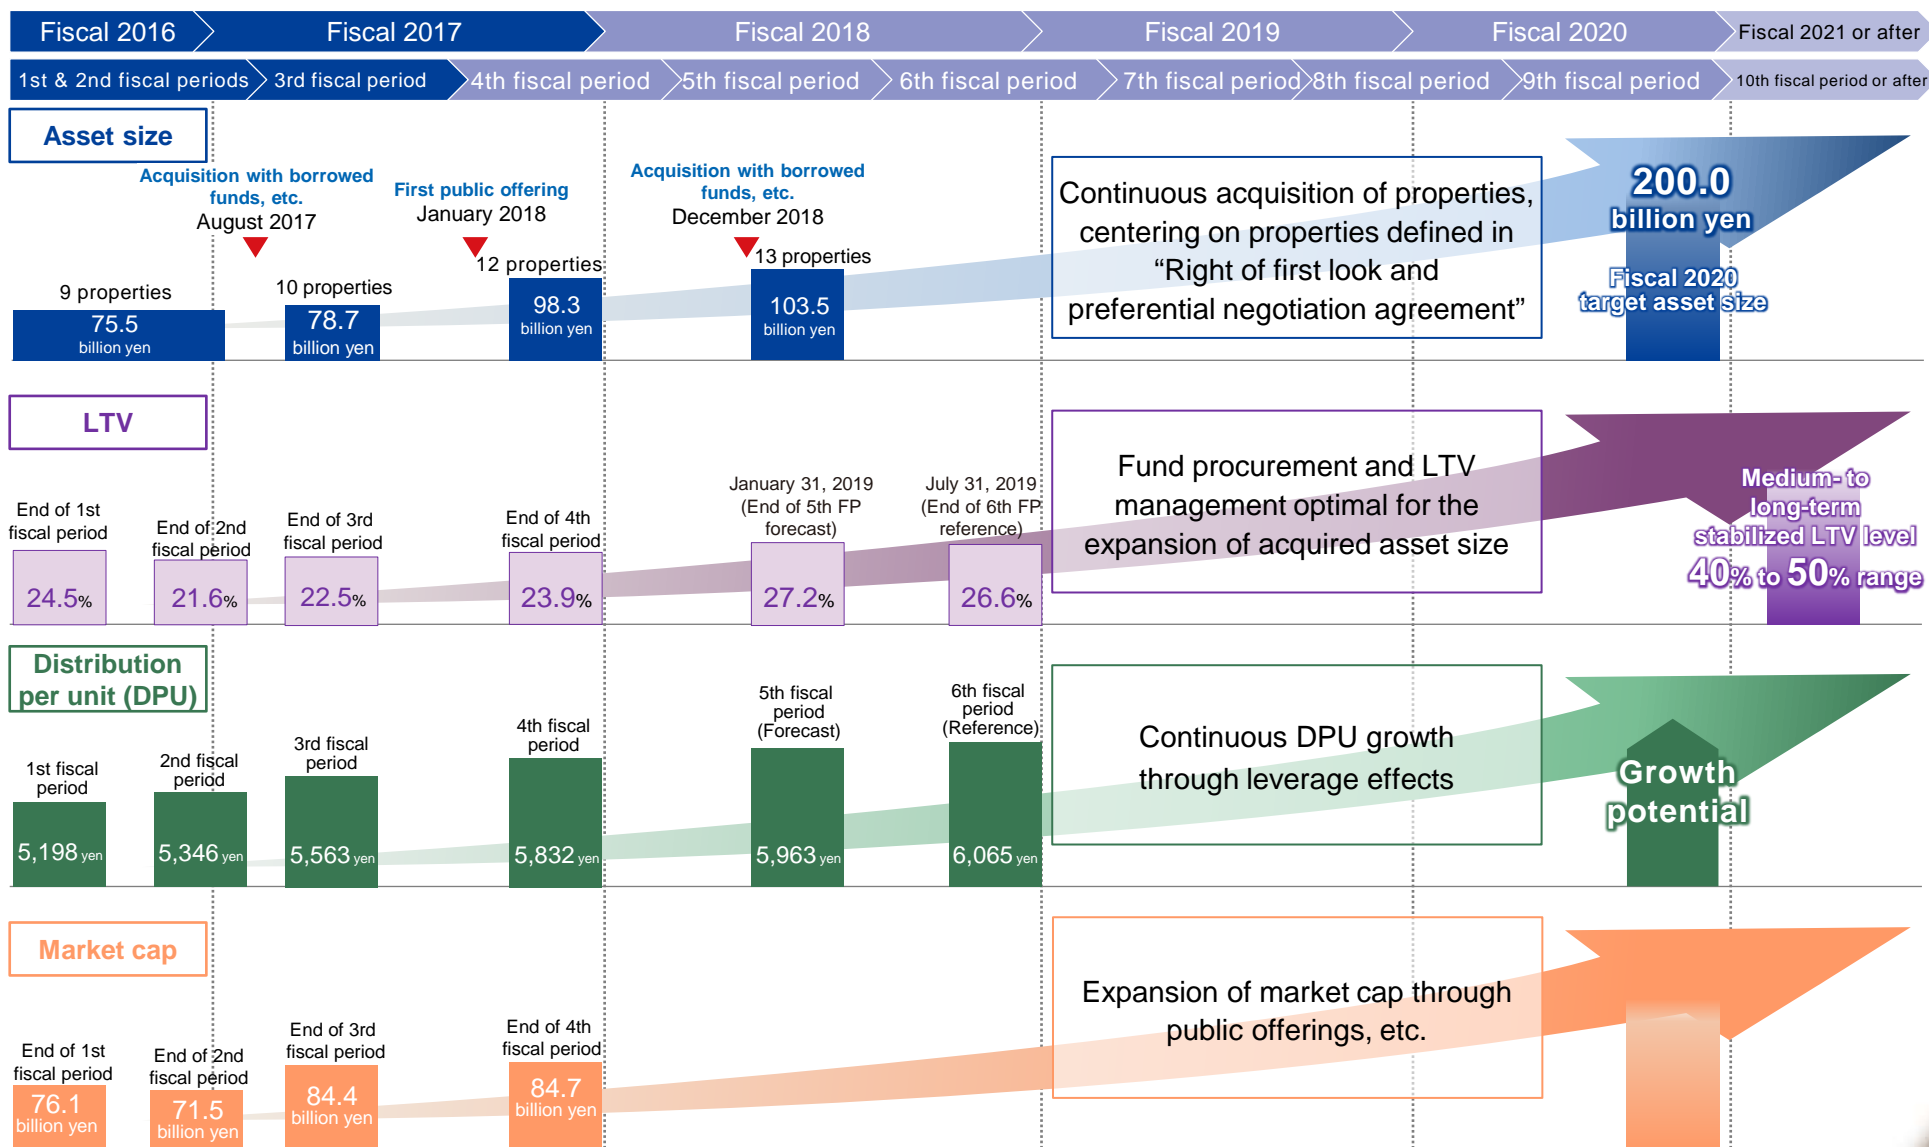 Fiscal 2016
Fiscal 2017
Fiscal 2018
Fiscal 2019
Fiscal 2020
Fiscal 2021 or after
1st & 2nd fiscal periods
3rd fiscal period
4th fiscal period
5th fiscal period
6th fiscal period
7th fiscal period
8th fiscal period
9th fiscal period
10th fiscal period or after
Asset size
Acquisition with borrowed
funds, etc.
August 2017
First public offering
January 2018
Acquisition with borrowed
funds, etc.
December 2018
9 properties
75.5
billion yen
10 properties
78.7
billion yen
12 properties
98.3
billion yen
13 properties
103.5
billion yen
Continuous acquisition of properties,
centering on properties defined in
“Right of first look and
preferential negotiation agreement”
200.0
billion yen
Fiscal 2020
target asset size
LTV
End of 1st
fiscal period
24.5%
End of 2nd
fiscal period
21.6%
End of 3rd
fiscal period
22.5%
End of 4th
fiscal period
23.9%
January 31, 2019
(End of 5th FP
forecast)
27.2%
July 31, 2019
(End of 6th FP
reference)
26.6%
Fund procurement and LTV
management optimal for the
expansion of acquired asset size
Medium- to
long-term
stabilized LTV level
40% to 50% range
Distribution
per unit (DPU)
1st fiscal
period
5,198 yen
2nd fiscal
period
5,346 yen
3rd fiscal
period
5,563 yen
4th fiscal
period
5,832 yen
5th fiscal
period
(Forecast)
5,963 yen
6th fiscal
period
(Reference)
6,065 yen
Continuous DPU growth
through leverage effects
Growth
potential
Market cap
End of 1st
fiscal period
76.1
billion yen
End of 2nd
fiscal period
71.5
billion yen
End of 3rd
fiscal period
84.4
billion yen
End of 4th
fiscal period
84.7
billion yen
Expansion of market cap through
public offerings, etc.